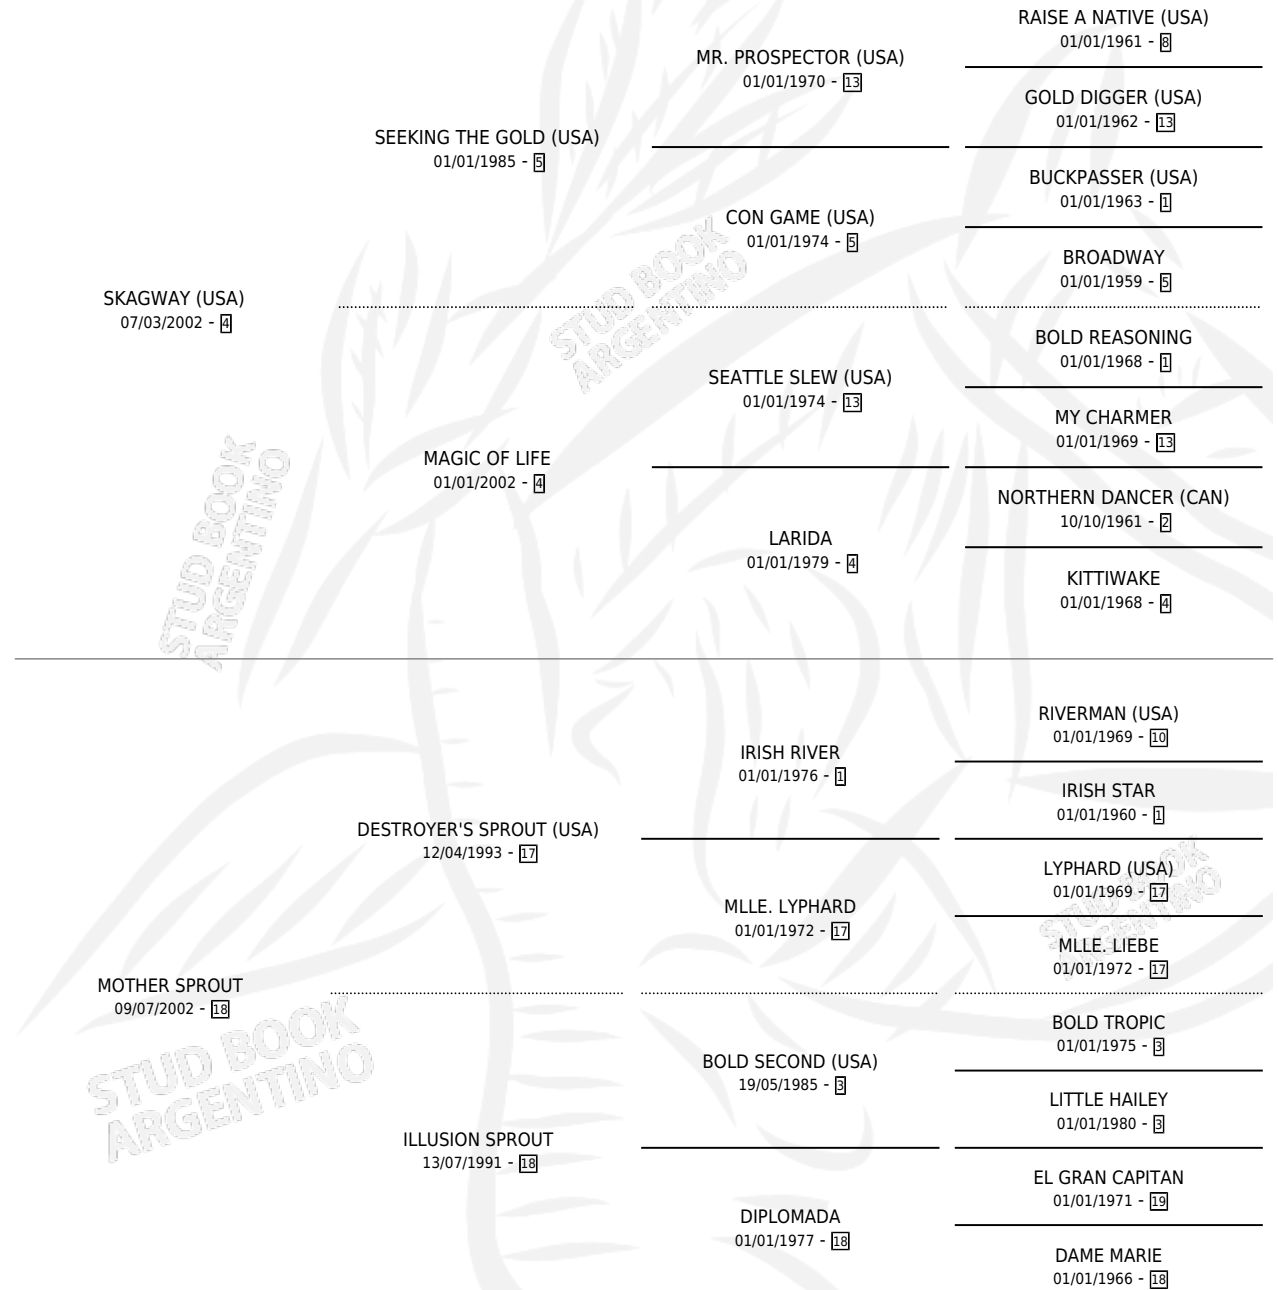 RAISE A NATIVE (USA)
01/01/1961 - 8
MR. PROSPECTOR (USA)
01/01/1970 - 13
GOLD DIGGER (USA)
01/01/1962 - 13
SEEKING THE GOLD (USA)
01/01/1985 - 5
BUCKPASSER (USA)
01/01/1963 - 1
CON GAME (USA)
01/01/1974 - 5
BROADWAY
01/01/1959 - 5
SKAGWAY (USA)
07/03/2002 - 4
STUD BOOK
ARGENTINO
BOLD REASONING
01/01/1968 - 1
SEATTLE SLEW (USA)
01/01/1974 - 13
MY CHARMER
01/01/1969 - 13
MAGIC OF LIFE
01/01/2002 - 4
NORTHERN DANCER (CAN)
10/10/1961 - 2
LARIDA
01/01/1979 - 4
KITTIWAKE
01/01/1968 - 4
STUD BOOK
ARGENTINO
RIVERMAN (USA)
01/01/1969 - 10
IRISH RIVER
01/01/1976 - 1
IRISH STAR
01/01/1960 - 1
DESTROYER'S SPROUT (USA)
12/04/1993 - 17
LYPHARD (USA)
01/01/1969 - 17
MLLE. LYPHARD
01/01/1972 - 17
STUD BOOK
ARGENTINO
MLLE. LIEBE
01/01/1972 - 17
MOTHER SPROUT
09/07/2002 - 18
STUD BOOK
ARGENTINO
BOLD TROPIC
01/01/1975 - 3
BOLD SECOND (USA)
19/05/1985 - 3
LITTLE HAILEY
01/01/1980 - 3
ILLUSION SPROUT
13/07/1991 - 18
EL GRAN CAPITAN
01/01/1971 - 19
DIPLOMADA
01/01/1977 - 18
DAME MARIE
01/01/1966 - 18